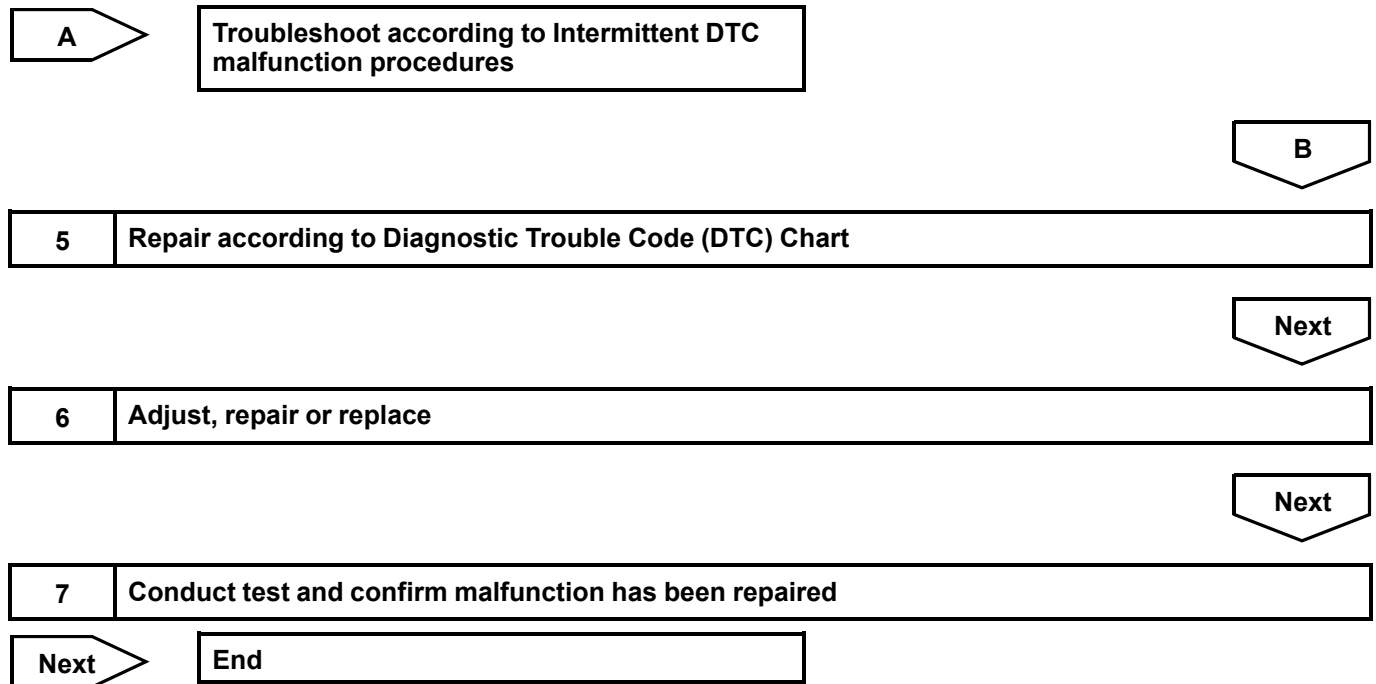 A
Troubleshoot according to Intermittent DTC
malfunction procedures
B
5 Repair according to Diagnostic Trouble Code (DTC) Chart
Next
6 Adjust, repair or replace
Next
7 Conduct test and confirm malfunction has been repaired
Next End